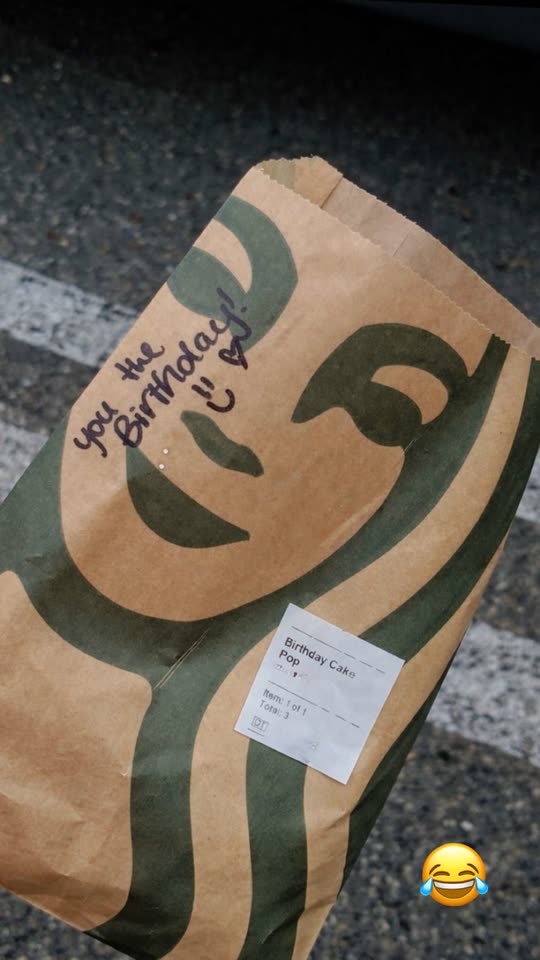 you the
Birthday!
Birthday Cake
Pop
Item: 1 of 1
Total: 3